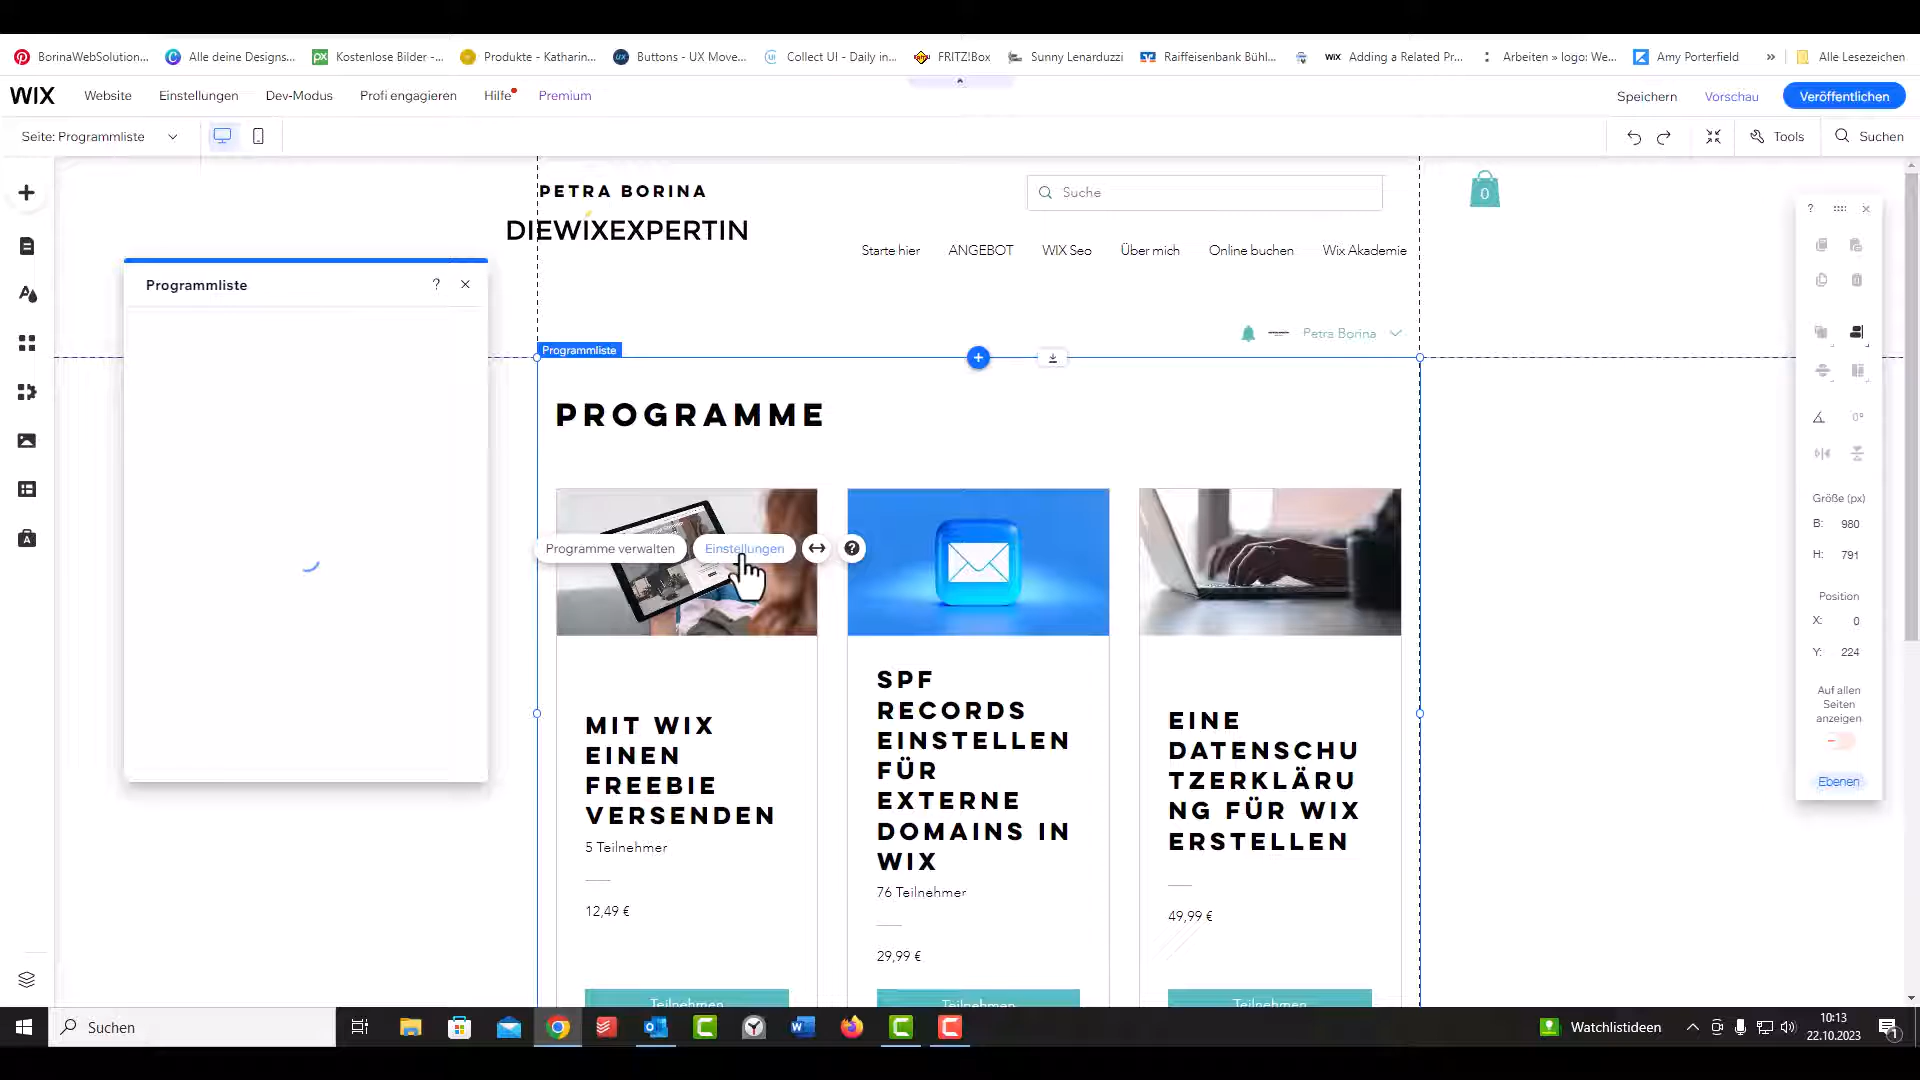 BorinaWebSolution...
Alle deine Designs...
Kostenlose Bilder -...
Produkte - Katharin...
Buttons - UX Move...
Collect UI - Daily in...
FRITZ!Box
Sunny Lenarduzzi
Raiffeisenbank Bühl...
WIX
Adding a Related Pr...
Arbeiten » logo: We...
Amy Porterfield
»
Alle Lesezeichen
WIX
Website
Einstellungen
Dev-Modus
Profi engagieren
Hilfe
Premium
Speichern
Vorschau
Veröffentlichen
Seite: Programmliste
Tools
Suchen
PETRA BORINA
DIEWIXEXPERTIN
Suche
0
Starte hier
ANGEBOT
WIX Seo
Über mich
Online buchen
Wix Akademie
Petra Borina
Programmliste
?
×
Programmliste
PROGRAMME
Programme verwalten
Einstellungen
?
MIT WIX
EINEN
FREEBIE
VERSENDEN
5 Teilnehmer
12,49 €
Teilnehmen
SPF
RECORDS
EINSTELLEN
FÜR
EXTERNE
DOMAINS IN
WIX
76 Teilnehmer
29,99 €
Teilnehmen
EINE
DATENSCHU
TZERKLÄRU
NG FÜR WIX
ERSTELLEN
49,99 €
Teilnehmen
?
×
0°
Größe (px)
B: 980
H: 791
Position
X: 0
Y: 224
Auf allen
Seiten
anzeigen
Ebenen
Suchen
Watchlistideen
10:13
22.10.2023
1